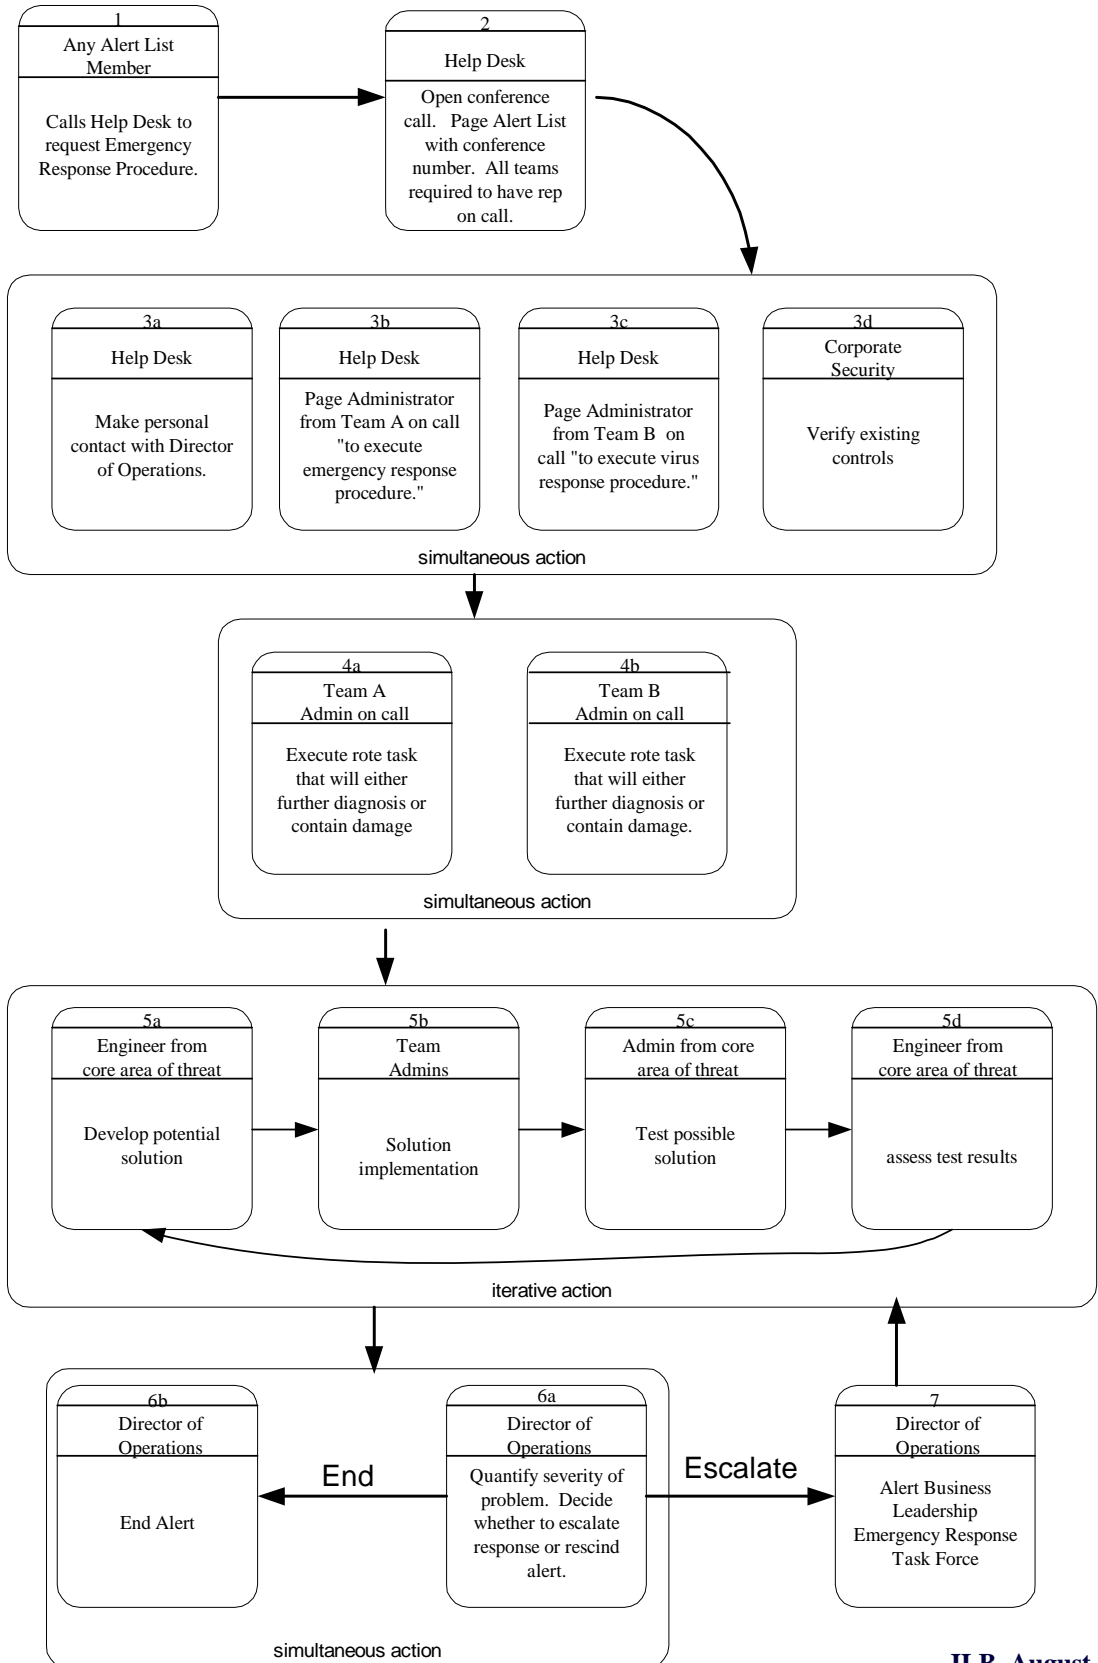 1
Any Alert List
Member
Calls Help Desk to
request Emergency
Response Procedure.
2
Help Desk
Open conference
call. Page Alert List
with conference
number. All teams
required to have rep
on call.
3a
Help Desk
Make personal
contact with Director
of Operations.
3b
Help Desk
Page Administrator
from Team A on call
"to execute
emergency response
procedure."
3c
Help Desk
Page Administrator
from Team B on
call "to execute virus
response procedure."
3d
Corporate
Security
Verify existing
controls
simultaneous action
4a
Team A
Admin on call
Execute rote task
that will either
further diagnosis or
contain damage
4b
Team B
Admin on call
Execute rote task
that will either
further diagnosis or
contain damage.
simultaneous action
5a
Engineer from
core area of threat
Develop potential
solution
5b
Team
Admins
Solution
implementation
5c
Admin from core
area of threat
Test possible
solution
5d
Engineer from
core area of threat
assess test results
iterative action
6b
Director of
Operations
End Alert
End
6a
Director of
Operations
Quantify severity of
problem. Decide
whether to escalate
response or rescind
alert.
Escalate
7
Director of
Operations
Alert Business
Leadership
Emergency Response
Task Force
simultaneous action
August